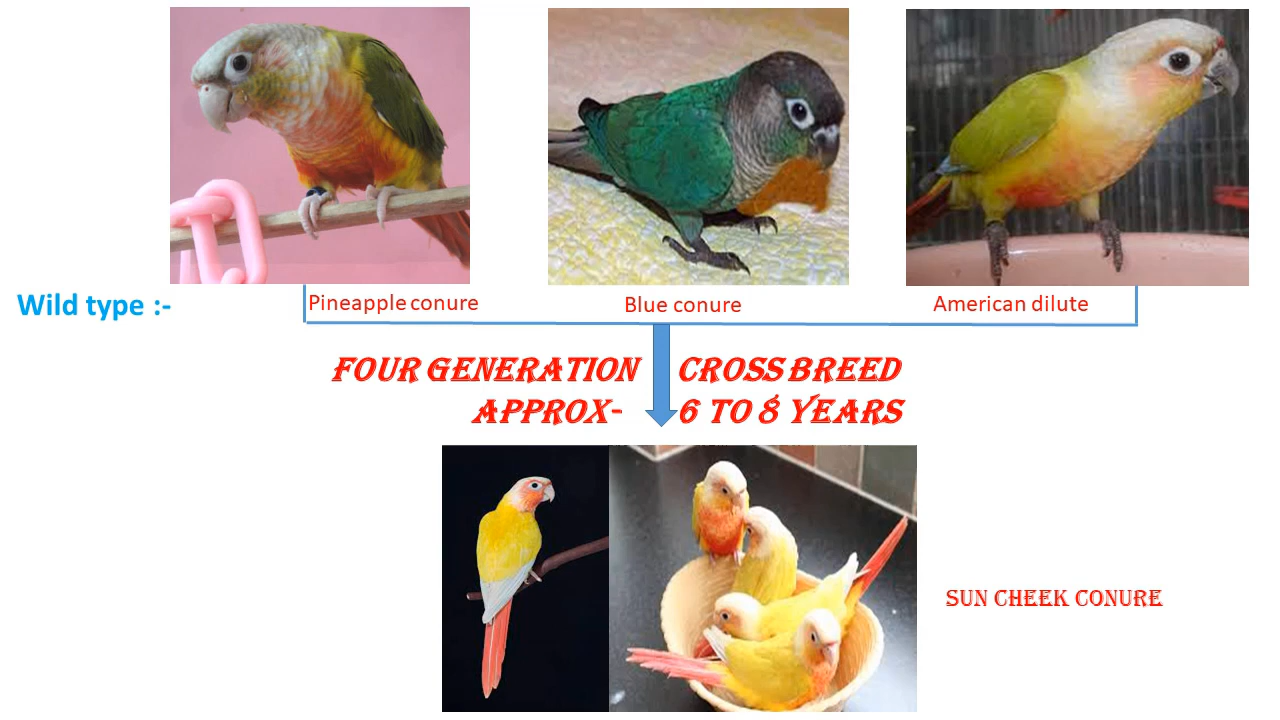 Wild type :-
Pineapple conure
Blue conure
American dilute
FOUR GENERATION CROSS BREED
APPROX- 6 TO 8 YEARS
SUN CHEEK CONURE